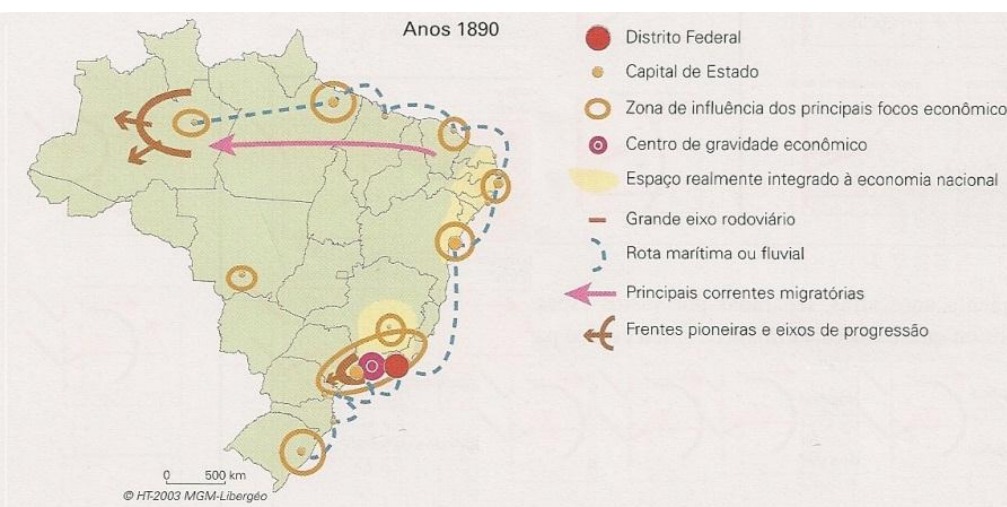 Anos 1890
Distrito Federal
Capital de Estado
Zona de influência dos principais focos econômico
Centro de gravidade econômico
Espaço realmente integrado à economia nacional
Grande eixo rodoviário
Rota marítima ou fluvial
Principais correntes migratórias
Frentes pioneiras e eixos de progressão
0 500 km
© HT-2003 MGM-Libergéo